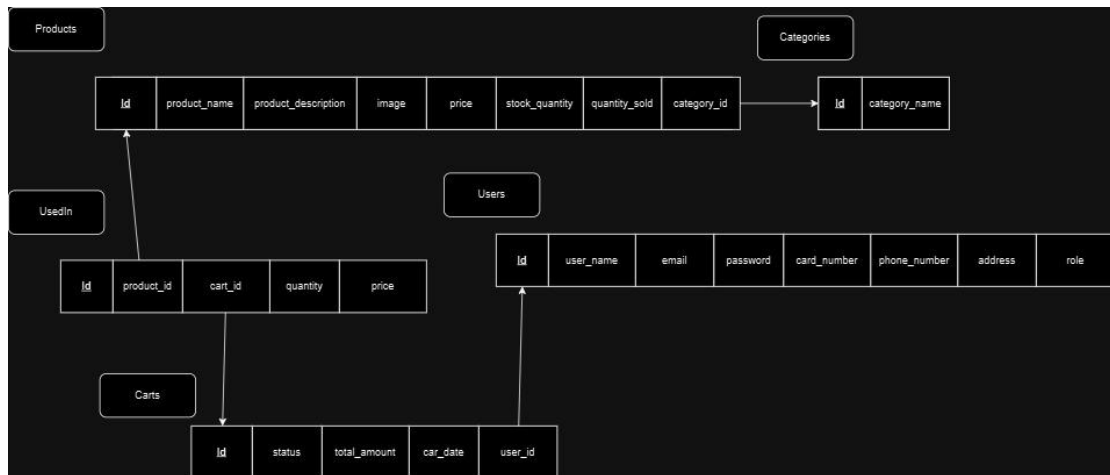 Products
Categories
Id product_name product_description image price stock_quantity quantity_sold category_id
Id category_name
UsedIn
Users
Id user_name email password card_number phone_number address role
Id product_id cart_id quantity price
Carts
Id status total_amount car_date user_id